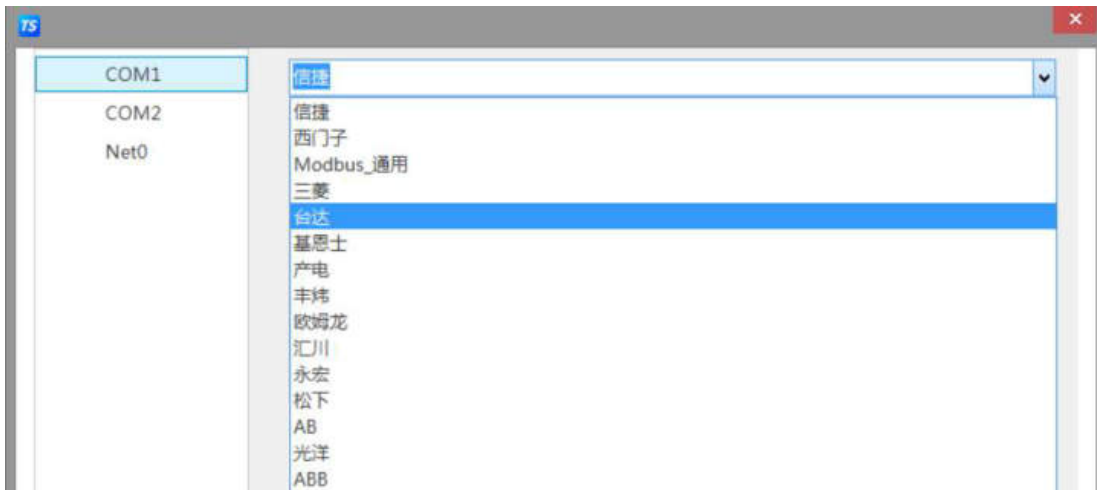 TS
COM1
COM2
Net0
信捷
信捷
西门子
Modbus_通用
三菱
台达
基恩士
产电
丰炜
欧姆龙
汇川
永宏
松下
AB
光洋
ABB